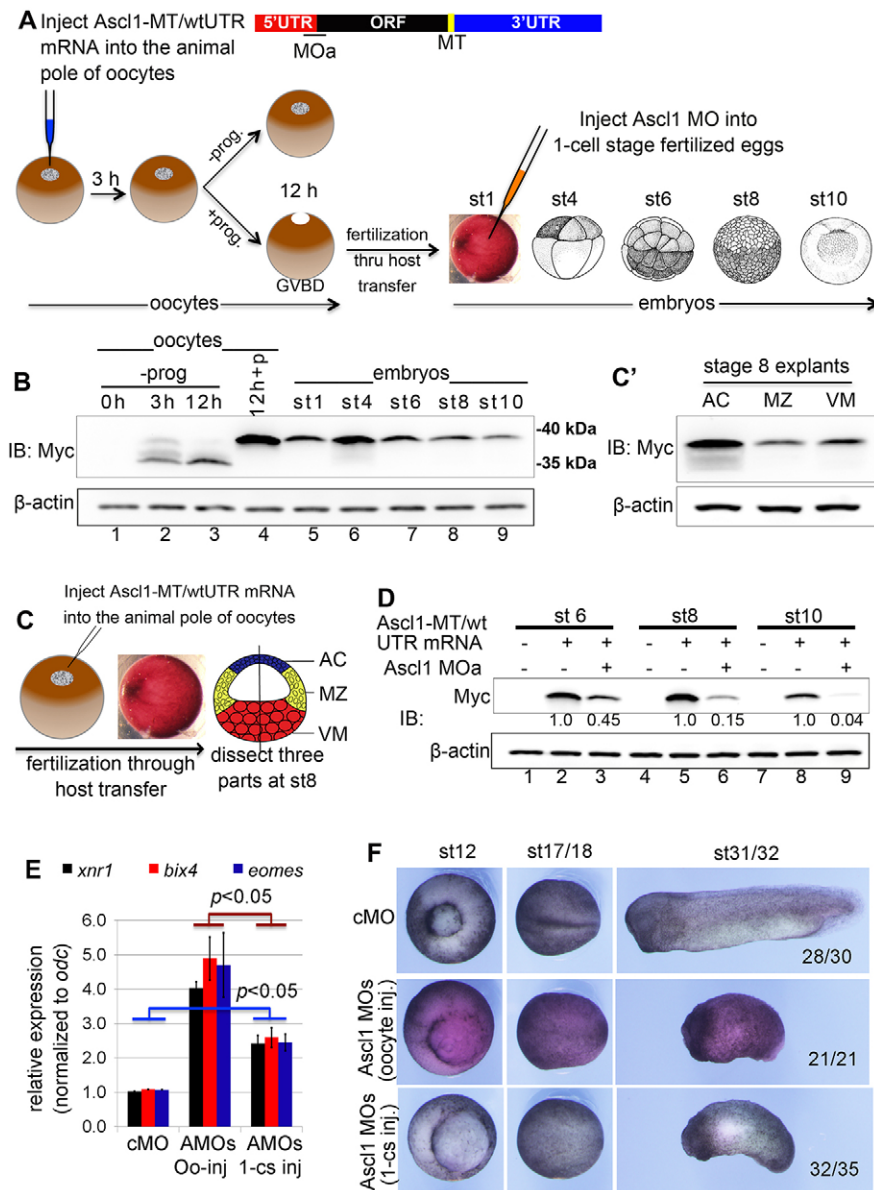 A Inject Ascl1-MT/wtUTR
mRNA into the animal
pole of oocytes
5'UTR ORF 3'UTR
MOa MT
3 h
-prog.
+prog.
12 h
GVBD
fertilization
thru host
transfer
Inject Ascl1 MO into
1-cell stage fertilized eggs
st1 st4 st6 st8 st10
oocytes embryos
B
oocytes
-prog 12h+p embryos
0h 3h 12h st1 st4 st6 st8 st10
IB: Myc
-40 kDa
-35 kDa
β-actin
1 2 3 4 5 6 7 8 9
C'
stage 8 explants
AC MZ VM
IB: Myc
β-actin
C
Inject Ascl1-MT/wtUTR mRNA
into the animal pole of oocytes
AC
MZ
VM
fertilization through
host transfer
dissect three
parts at st8
D
Ascl1-MT/wt st 6 st8 st10
UTR mRNA - + + - + + - + +
Ascl1 MOa + + +
Myc
IB: 1.0 0.45 1.0 0.15 1.0 0.04
β-actin
1 2 3 4 5 6 7 8 9
E
xnr1 bix4 eomes
relative expression
(normalized to odc)
6.0
5.0
4.0
3.0
2.0
1.0
0.0
p<0.05
p<0.05
cMO AMOs AMOs
Oo-inj 1-cs inj
F
st12 st17/18 st31/32
cMO
28/30
Ascl1 MOs
(oocyte inj.)
21/21
Ascl1 MOs
(1-cs inj.)
32/35